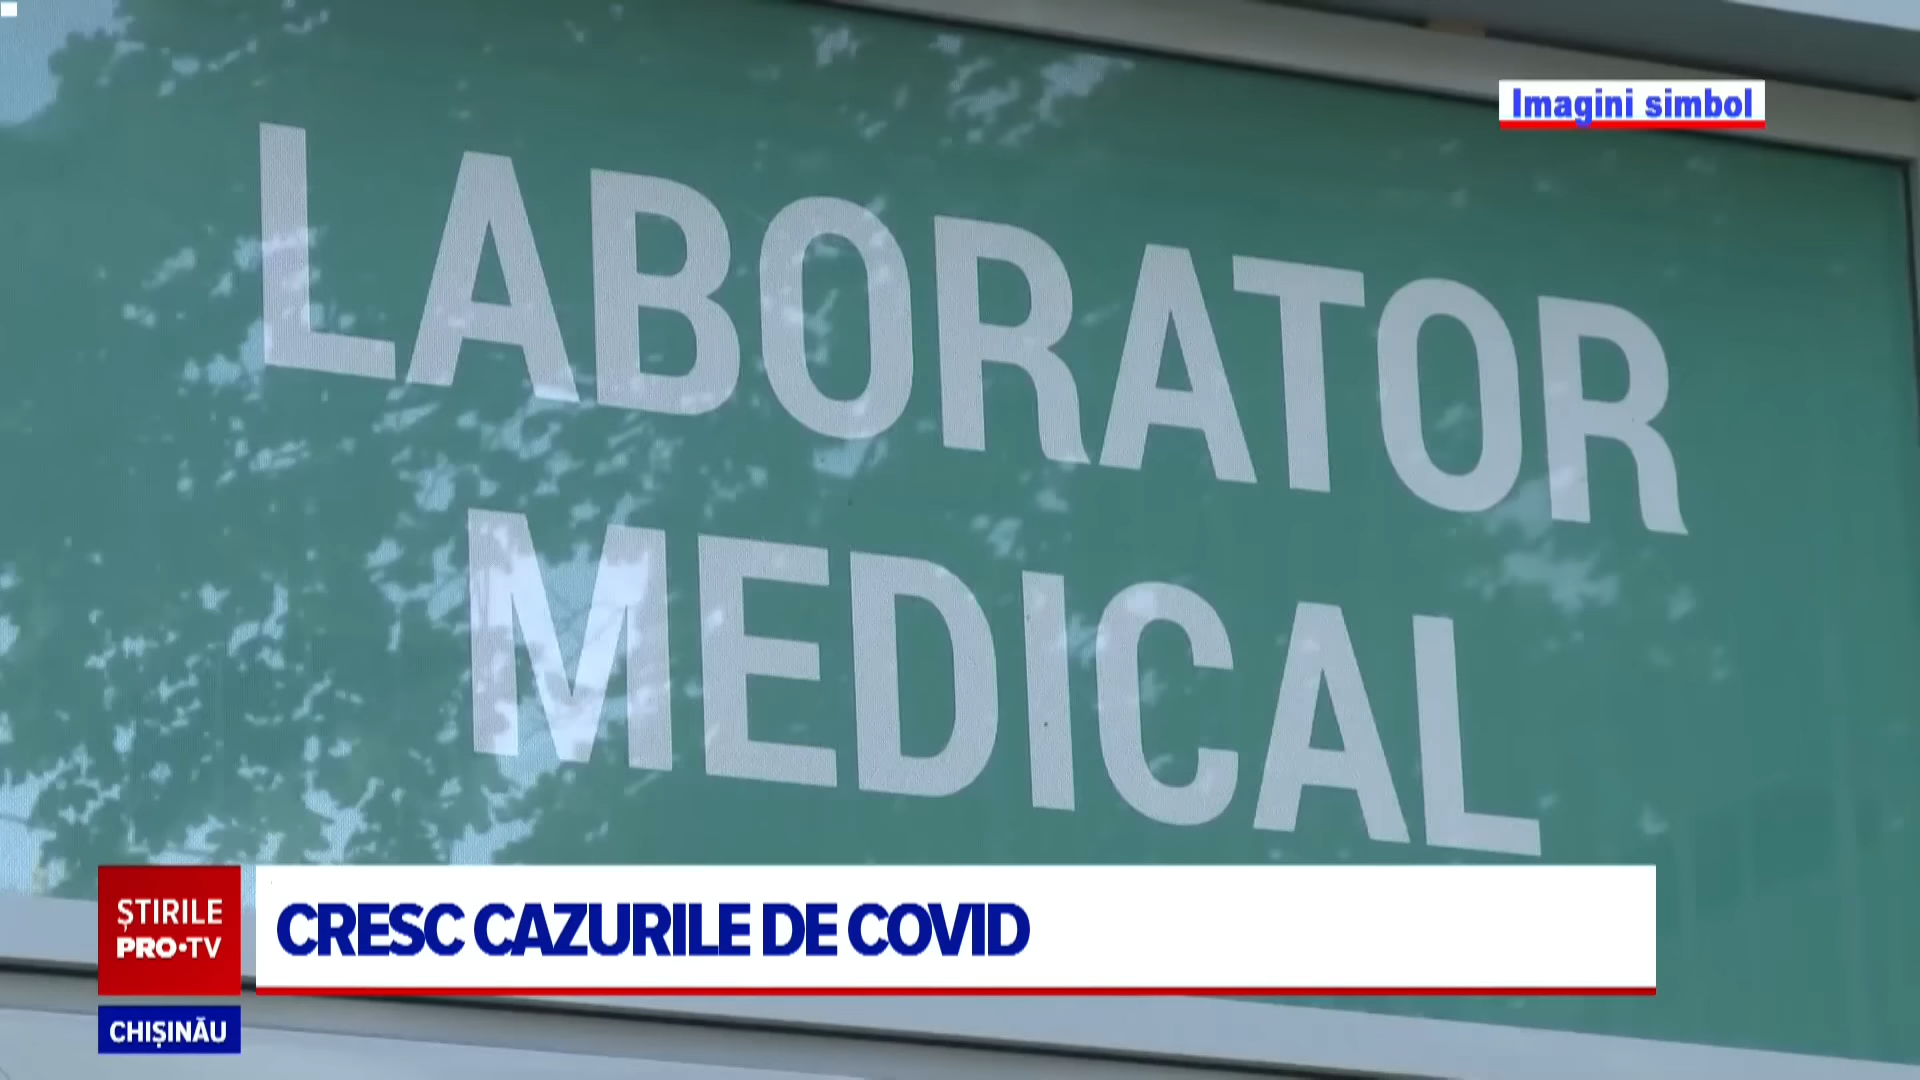 Imagini simbol
LABORATOR
MEDICAL
ȘTIRILE
PRO•TV
CRESC CAZURILE DE COVID
CHIȘINĂU